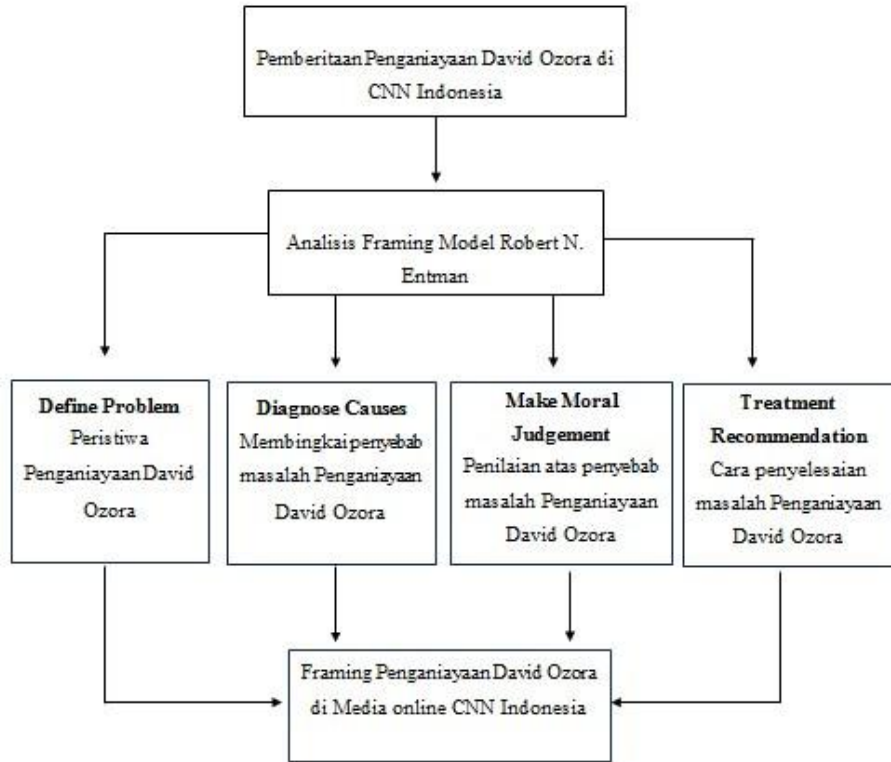 Pemberitaan Penganiayaan David Ozora di
CNN Indonesia
Analisis Framing Model Robert N.
Entman
Define Problem
Peristiwa
Penganiayaan David
Ozora
Diagnose Causes
Membingkai penyebab
masalah Penganiayaan
David Ozora
Make Moral
Judgement
Penilaian atas penyebab
masalah Penganiayaan
David Ozora
Treatment
Recommendation
Cara penyelesaian
masalah Penganiayaan
David Ozora
Framing Penganiayaan David Ozora
di Media online CNN Indonesia